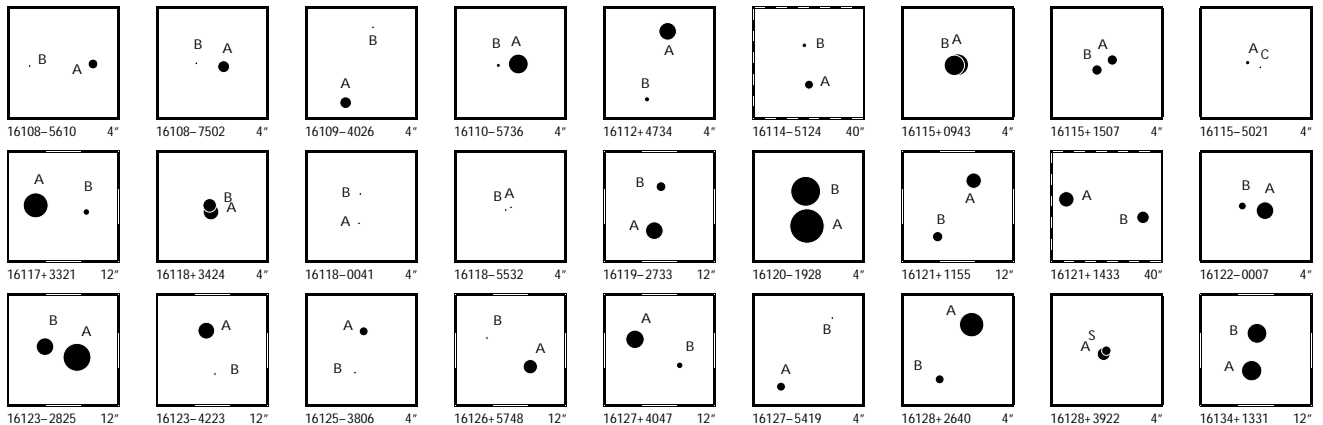 B A
16108−5610 4″
B A
16108−7502 4″
B A
16109−4026 4″
B A
16110−5736 4″
A B
16112+4734 4″
B A
16114−5124 40″
B A
16115+0943 4″
A B
16115+1507 4″
A C
16115−5021 4″
A B
16117+3321 12″
B A
16118+3424 4″
B A
16118−0041 4″
B A
16118−5532 4″
B A
16119−2733 12″
B A
16120−1928 4″
A B
16121+1155 12″
A B
16121+1433 40″
B A
16122−0007 4″
B A
16123−2825 12″
A B
16123−4223 12″
A B
16125−3806 4″
B A
16126+5748 12″
A B
16127+4047 12″
B A
16127−5419 4″
A B
16128+2640 4″
S A
16128+3922 4″
B A
16134+1331 12″